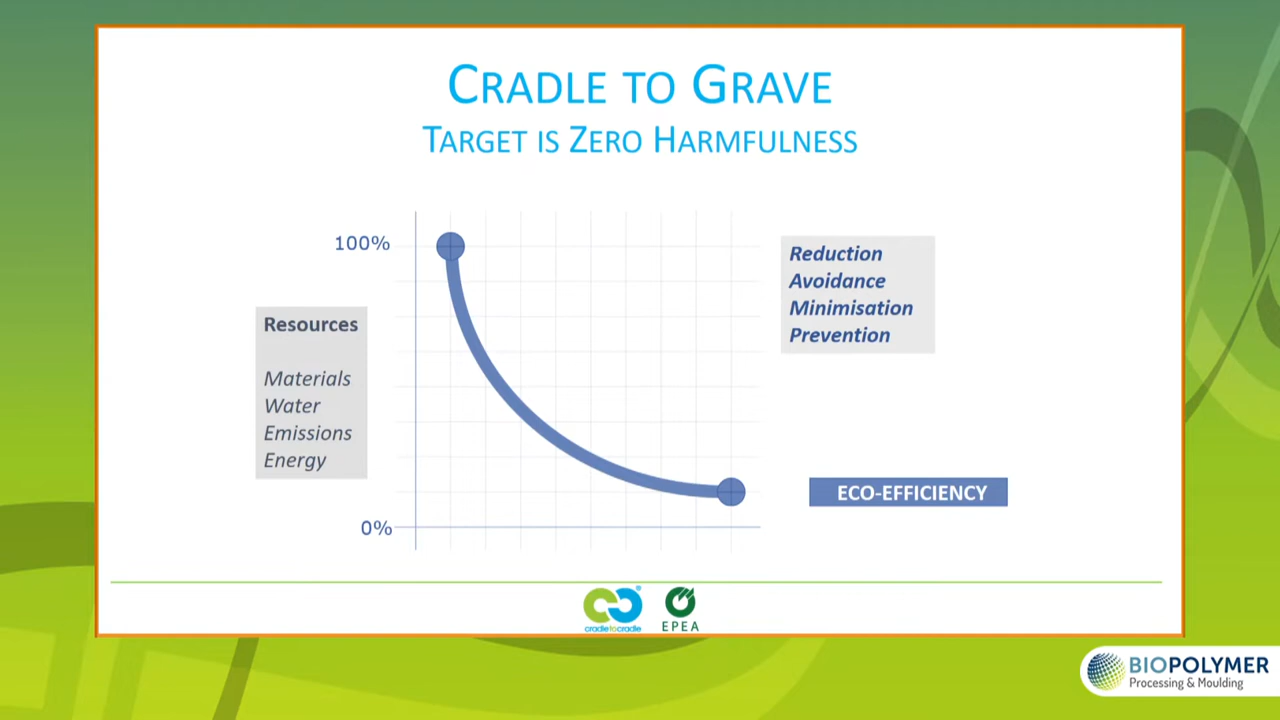 CRADLE TO GRAVE
TARGET IS ZERO HARMFULNESS
100%
Resources
Materials
Water
Emissions
Energy
0%
Reduction
Avoidance
Minimisation
Prevention
ECO-EFFICIENCY
cradletocradle
®
EPEA
BIOPOLYMER
Processing & Moulding